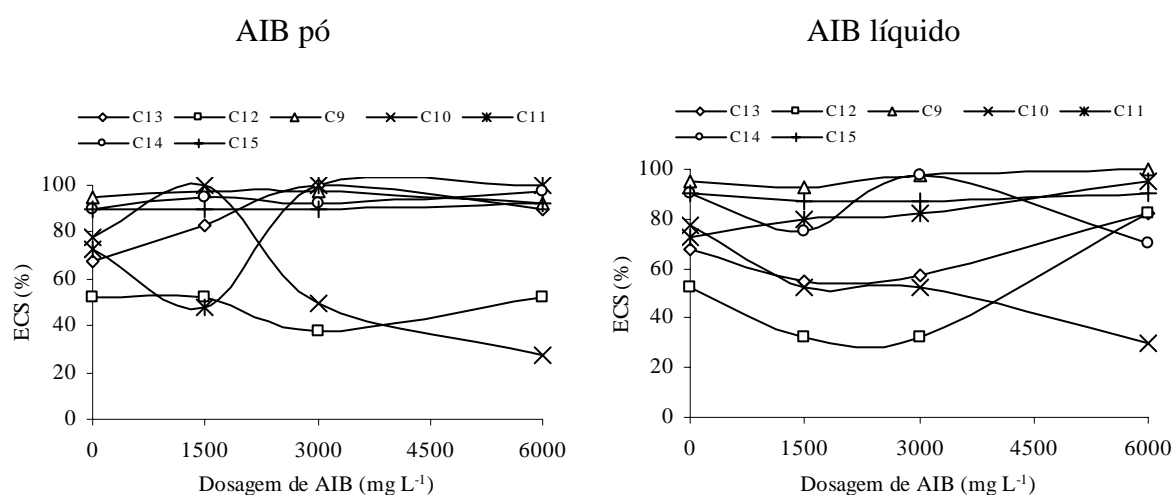 AIB pó
C13 C12 C9 C10 C11
C14 C15
100
80
60
40
20
0
ECS (%)
0 1500 3000 4500 6000
Dosagem de AIB (mg L⁻¹)
AIB líquido
C13 C12 C9 C10 C11
C14 C15
100
80
60
40
20
0
ECS (%)
0 1500 3000 4500 6000
Dosagem de AIB (mg L⁻¹)